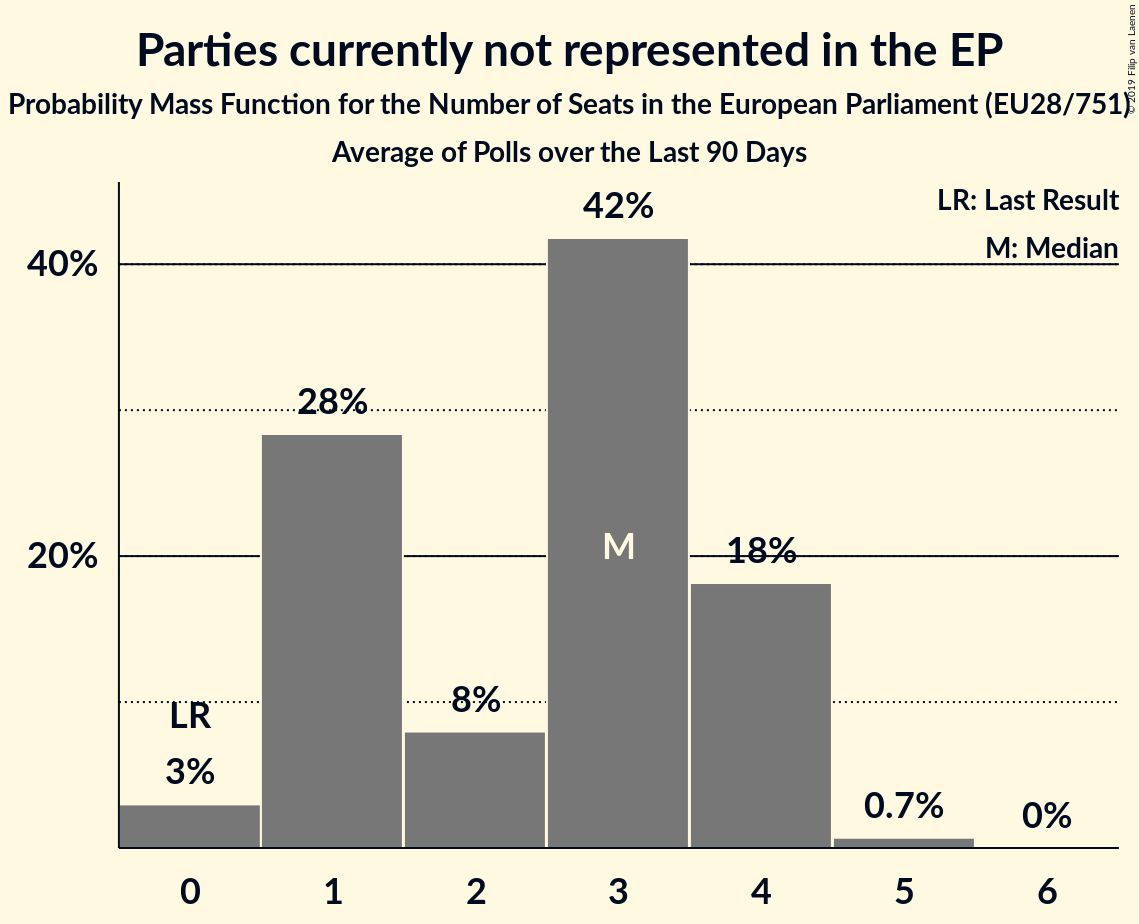 Parties currently not represented in the EP
Probability Mass Function for the Number of Seats in the European Parliament (EU28/751)
Average of Polls over the Last 90 Days
© 2019 Filip van Laenen
LR: Last Result
M: Median
42%
40%
28%
M
20%
18%
LR
8%
3%
0.7%
0%
0 1 2 3 4 5 6